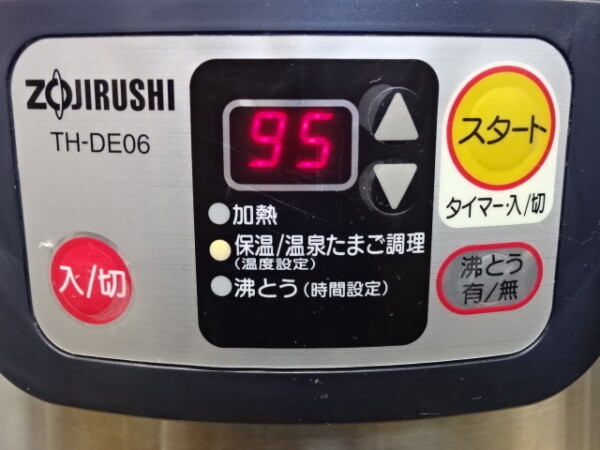 ZOJIRUSHI
TH-DE06
入/切
95
加熱
保温/温泉たまご調理
(温度設定)
沸とう(時間設定)
スタート
タイマー・入/切
沸とう
有/無